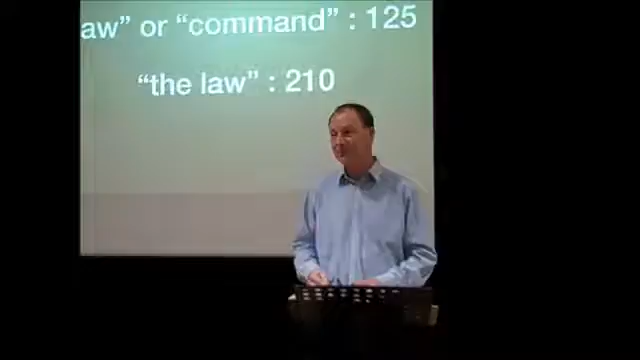 aw” or “command” : 125
“the law” : 210